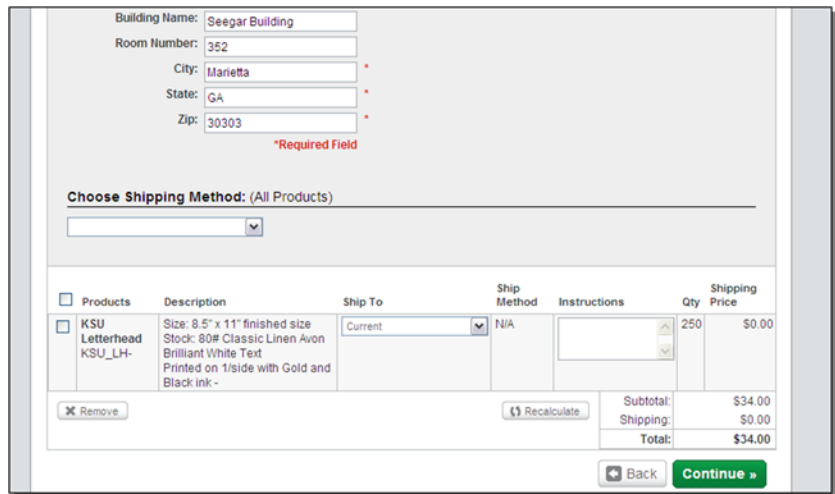 Building Name: Seegar Building
Room Number: 352
City: Marietta *
State: GA *
Zip: 30303 *
*Required Field
Choose Shipping Method: (All Products)
Products Description Ship To Ship Method Instructions Qty Shipping Price
KSU Letterhead KSU_LH-
Size: 8.5" x 11" finished size
Stock: 80# Classic Linen Avon
Brilliant White Text
Printed on 1/side with Gold and
Black ink -
Current
N/A
250
$0.00
Remove
Recalculate
Subtotal: $34.00
Shipping: $0.00
Total: $34.00
Back
Continue »